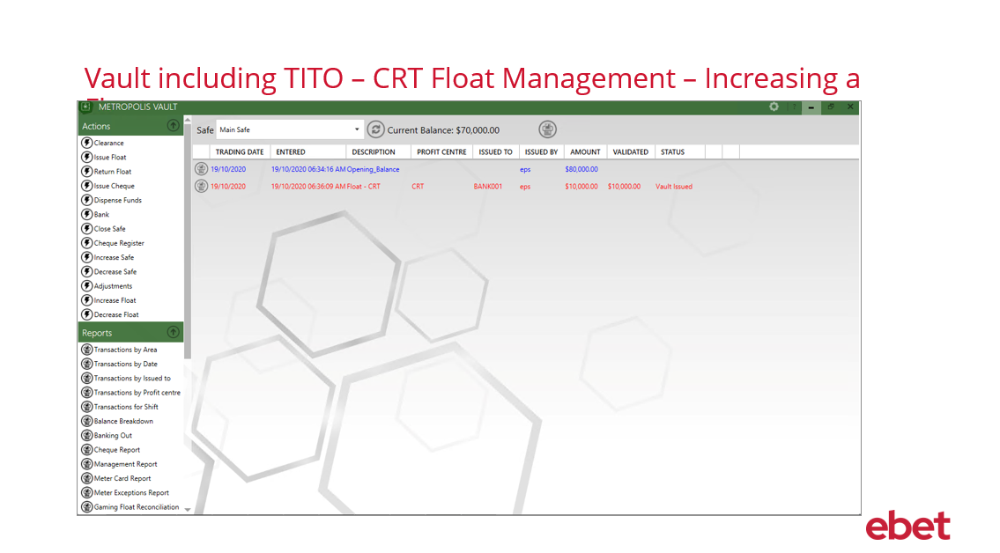 Vault including TITO – CRT Float Management – Increasing a
METROPOLIS VAULT
Actions
Clearance
Issue Float
Return Float
Issue Cheque
Dispense Funds
Bank
Close Safe
Cheque Register
Increase Safe
Decrease Safe
Adjustments
Increase Float
Decrease Float
Reports
Transactions by Area
Transactions by Date
Transactions by Issued to
Transactions by Profit centre
Transactions for Shift
Balance Breakdown
Banking Out
Cheque Report
Management Report
Meter Card Report
Meter Exceptions Report
Gaming Float Reconciliation
Safe Main Safe Current Balance: $70,000.00
TRADING DATE ENTERED DESCRIPTION PROFIT CENTRE ISSUED TO ISSUED BY AMOUNT VALIDATED STATUS
19/10/2020 19/10/2020 06:34:16 AM Opening_Balance eps $80,000.00
19/10/2020 19/10/2020 06:36:09 AM Float - CRT CRT BANK001 eps $10,000.00 $10,000.00 Vault Issued
ebet